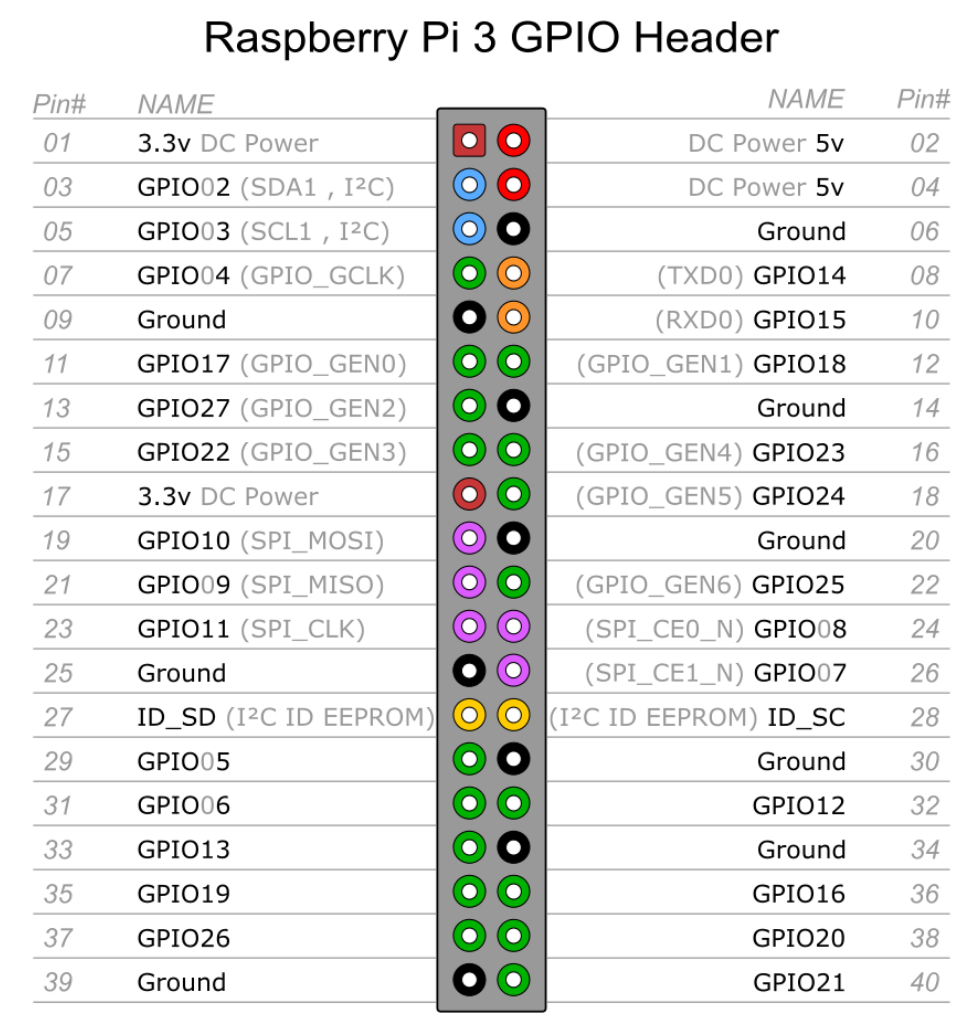 Raspberry Pi 3 GPIO Header
Pin# NAME NAME Pin#
01 3.3v DC Power DC Power 5v 02
03 GPIO02 (SDA1 , I²C) DC Power 5v 04
05 GPIO03 (SCL1 , I²C) Ground 06
07 GPIO04 (GPIO_GCLK) (TXD0) GPIO14 08
09 Ground (RXD0) GPIO15 10
11 GPIO17 (GPIO_GEN0) (GPIO_GEN1) GPIO18 12
13 GPIO27 (GPIO_GEN2) Ground 14
15 GPIO22 (GPIO_GEN3) (GPIO_GEN4) GPIO23 16
17 3.3v DC Power (GPIO_GEN5) GPIO24 18
19 GPIO10 (SPI_MOSI) Ground 20
21 GPIO09 (SPI_MISO) (GPIO_GEN6) GPIO25 22
23 GPIO11 (SPI_CLK) (SPI_CE0_N) GPIO08 24
25 Ground (SPI_CE1_N) GPIO07 26
27 ID_SD (I²C ID EEPROM) (I²C ID EEPROM) ID_SC 28
29 GPIO05 Ground 30
31 GPIO06 GPIO12 32
33 GPIO13 Ground 34
35 GPIO19 GPIO16 36
37 GPIO26 GPIO20 38
39 Ground GPIO21 40